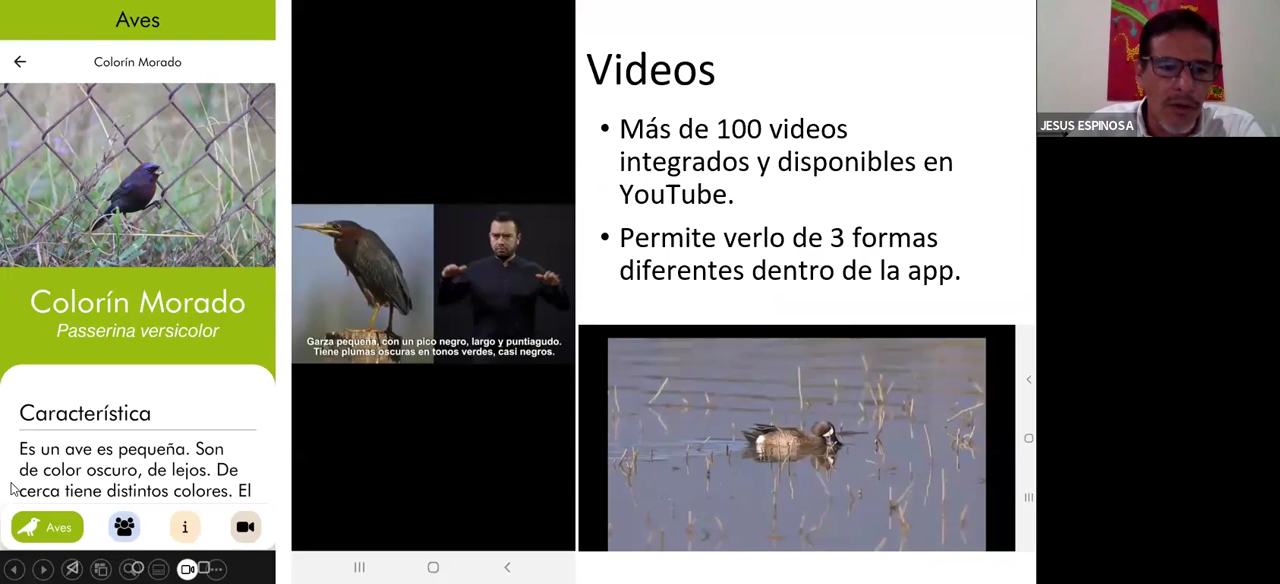 Aves
Colorín Morado
Colorín Morado
Passerina versicolor
Característica
Es un ave es pequeña. Son
de color oscuro, de lejos. De
cerca tiene distintos colores. El
Aves
Garza pequeña, con un pico negro, largo y puntiagudo.
Tiene plumas oscuras en tonos verdes, casi negros.
Videos
• Más de 100 videos
integrados y disponibles en
YouTube.
• Permite verlo de 3 formas
diferentes dentro de la app.
JESUS ESPINOSA